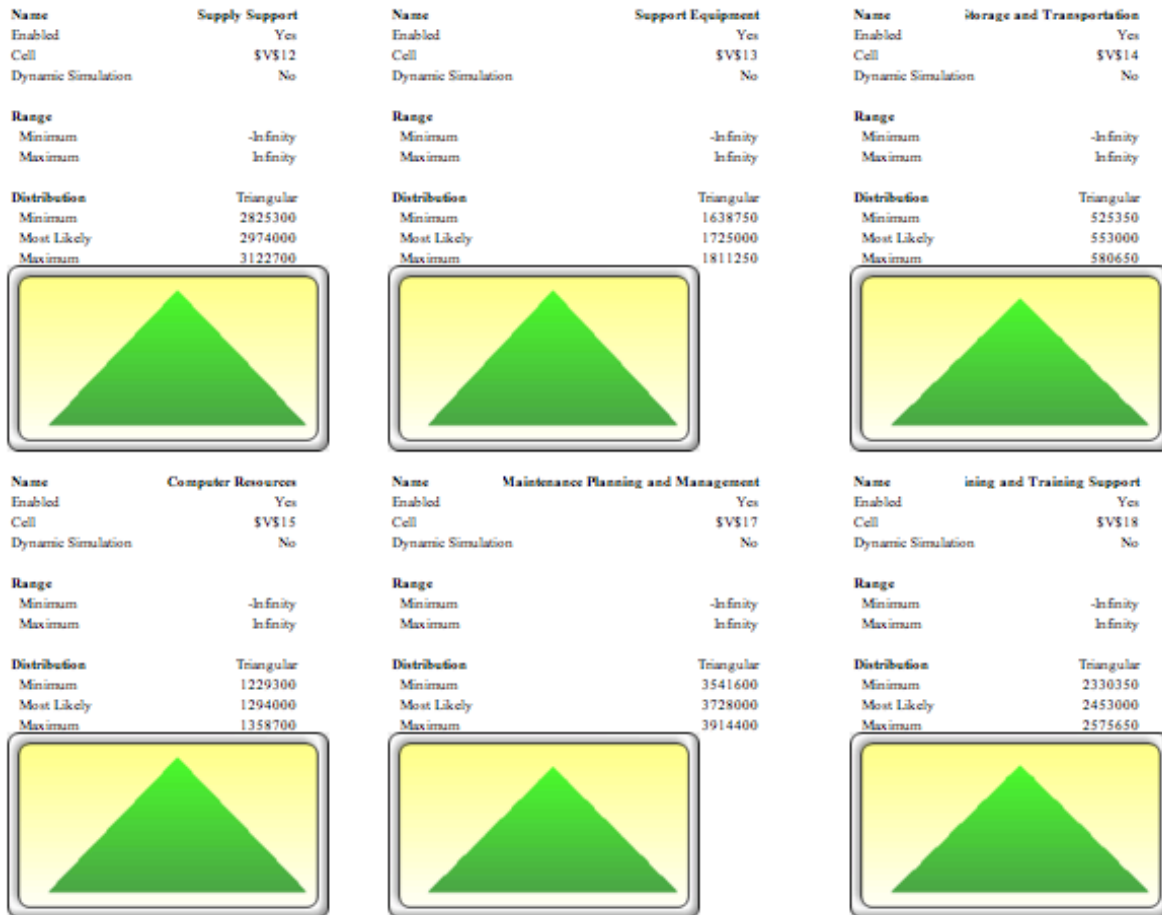 Name Supply Support
Enabled Yes
Cell $V$12
Dynamic Simulation No
Range
Minimum -Infinity
Maximum Infinity
Distribution Triangular
Minimum 2825300
Most Likely 2974000
Maximum 3122700
Name Support Equipment
Enabled Yes
Cell $V$13
Dynamic Simulation No
Range
Minimum -Infinity
Maximum Infinity
Distribution Triangular
Minimum 1638750
Most Likely 1725000
Maximum 1811250
Name torage and Transportation
Enabled Yes
Cell $V$14
Dynamic Simulation No
Range
Minimum -Infinity
Maximum Infinity
Distribution Triangular
Minimum 525350
Most Likely 553000
Maximum 580650
Name Computer Resources
Enabled Yes
Cell $V$15
Dynamic Simulation No
Range
Minimum -Infinity
Maximum Infinity
Distribution Triangular
Minimum 1229300
Most Likely 1294000
Maximum 1358700
Name Maintenance Planning and Management
Enabled Yes
Cell $V$17
Dynamic Simulation No
Range
Minimum -Infinity
Maximum Infinity
Distribution Triangular
Minimum 3541600
Most Likely 3728000
Maximum 3914400
Name ining and Training Support
Enabled Yes
Cell $V$18
Dynamic Simulation No
Range
Minimum -Infinity
Maximum Infinity
Distribution Triangular
Minimum 2330350
Most Likely 2453000
Maximum 2575650